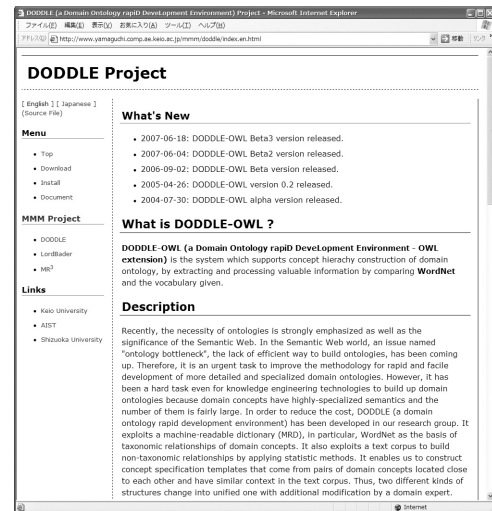 DODDLE (a Domain Ontology rapiD DeveLopment Environment) Project - Microsoft Internet Explorer
ファイル(F) 編集(E) 表示(V) お気に入り(A) ツール(T) ヘルプ(H)
アドレス(D) http://www.yamaguchi.comp.ae.keio.ac.jp/mmm/doddle/index.en.html 移動 リンク
DODDLE Project
[ English ] [ Japanese ]
(Source File)
Menu
Top
Download
Install
Document
MMM Project
DODDLE
LordBader
MR3
Links
Keio University
AIST
Shizuoka University
What's New
2007-06-18: DODDLE-OWL Beta3 version released.
2007-06-04: DODDLE-OWL Beta2 version released.
2006-09-02: DODDLE-OWL Beta version released.
2005-04-26: DODDLE-OWL version 0.2 released.
2004-07-30: DODDLE-OWL alpha version released.
What is DODDLE-OWL ?
DODDLE-OWL (a Domain Ontology rapiD DeveLopment Environment - OWL
extension) is the system which supports concept hierachy construction of domain
ontology, by extracting and processing valuable information by comparing WordNet
and the vocabulary given.
Description
Recently, the necessity of ontologies is strongly emphasized as well as the
significance of the Semantic Web. In the Semantic Web world, an issue named
"ontology bottleneck", the lack of efficient way to build ontologies, has been coming
up. Therefore, it is an urgent task to improve the methodology for rapid and facile
development of more detailed and specialized domain ontologies. However, it has
been a hard task even for knowledge engineering technologies to build up domain
ontologies because domain concepts have highly-specialized semantics and the
number of them is fairly large. In order to reduce the cost, DODDLE (a domain
ontology rapid development environment) has been developed in our research group. It
exploits a machine-readable dictionary (MRD), in particular, WordNet as the basis of
taxonomic relationships of domain concepts. It also exploits a text corpus to build
non-taxonomic relationships by applying statistic methods. It enables us to construct
concept specification templates that come from pairs of domain concepts located close
to each other and have similar context in the text corpus. Thus, two different kinds of
structures change into unified one with additional modification by a domain expert.
Internet